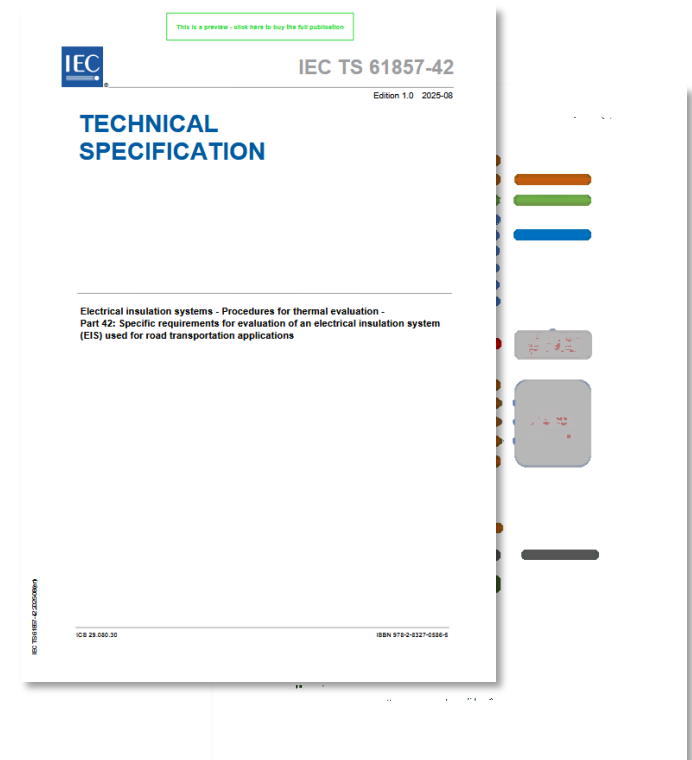 This is a preview - click here to buy the full publication
IEC
®
IEC TS 61857-42
Edition 1.0 2025-08
TECHNICAL
SPECIFICATION
Electrical insulation systems - Procedures for thermal evaluation -
Part 42: Specific requirements for evaluation of an electrical insulation system
(EIS) used for road transportation applications
IEC TS 61857-42:2025-08(en)
ICS 29.080.30
ISBN 978-2-8327-0586-5